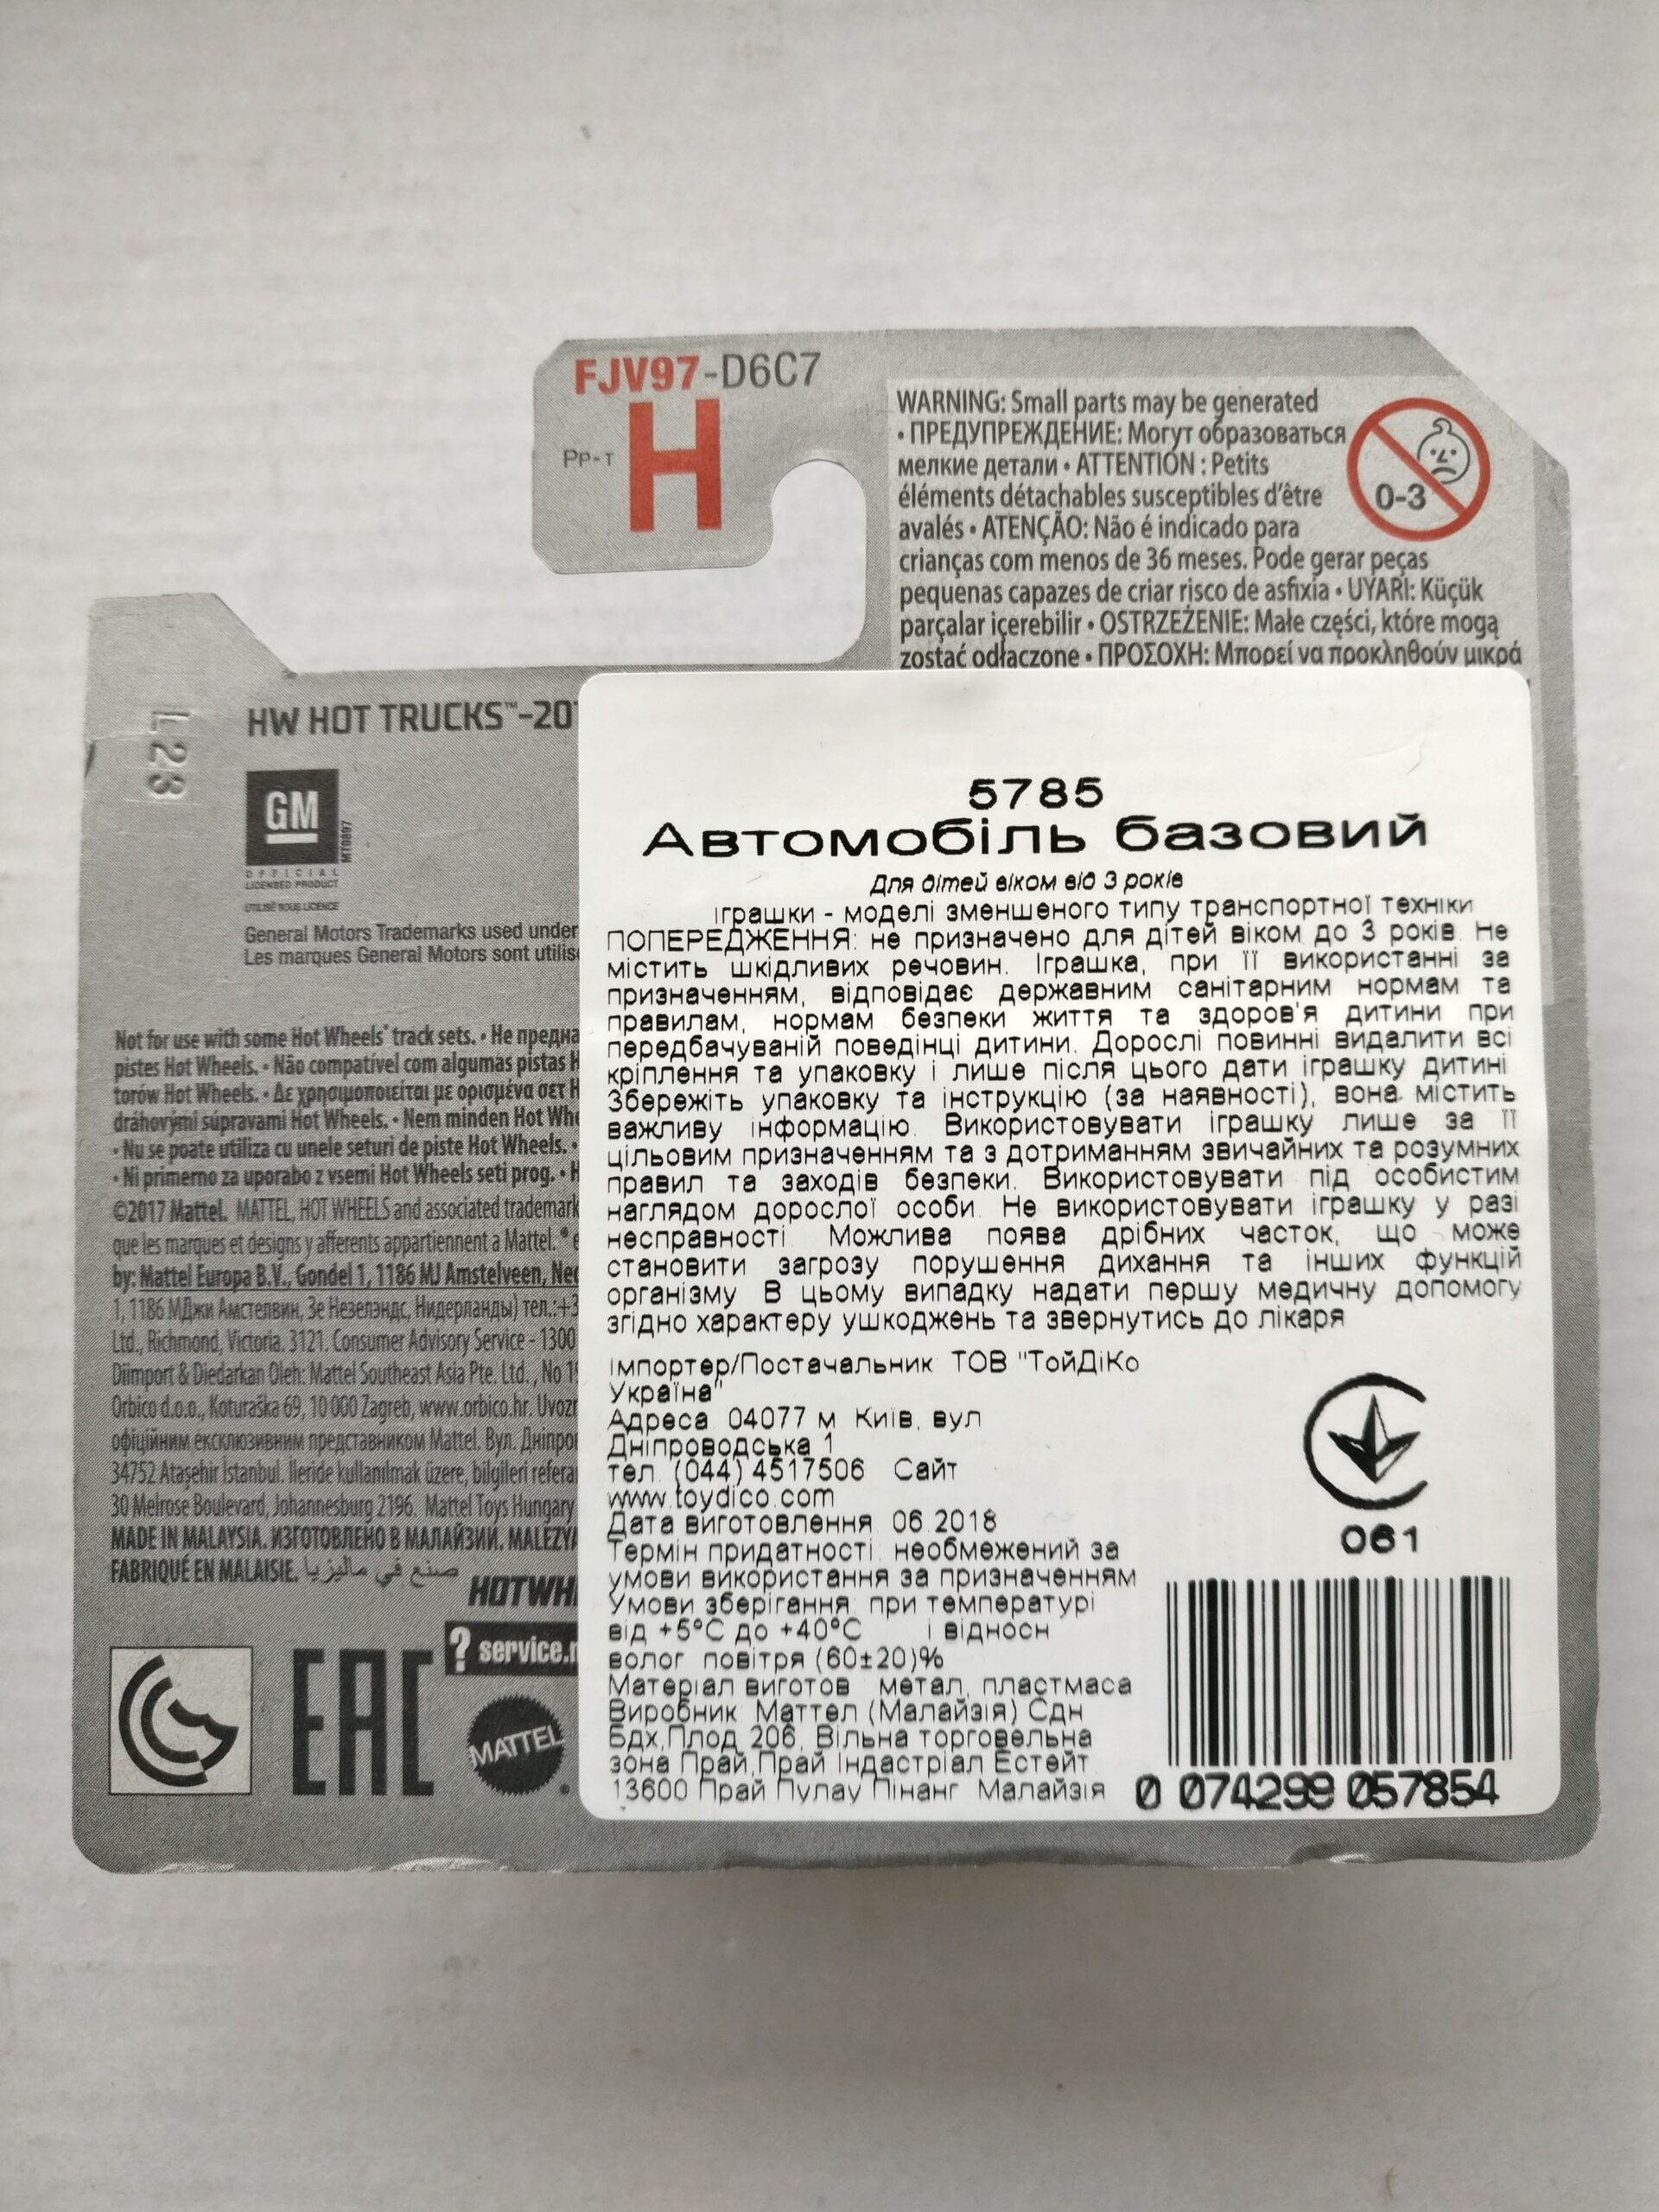 FJV97-D6C7
Pp-T
H
WARNING: Small parts may be generated
• ПРЕДУПРЕЖДЕНИЕ: Могут образоваться
мелкие детали • ATTENTION : Petits
éléments détachables susceptibles d'être
avalés • ATENÇÃO: Não é indicado para
crianças com menos de 36 meses. Pode gerar peças
pequenas capazes de criar risco de asfixia • UYARI: Küçük
parçalar içerebilir • OSTRZEŻENIE: Małe części, które mogą
zostać odłączone • ΠΡΟΣΟΧΗ: Μπορεί να προκληθούν μικρά
0-3
L 23
HW HOT TRUCKS™-20
GM
MT0897
OFFICIAL
LICENSED PRODUCT
UTILISÉ SOUS LICENCE
General Motors Trademarks used under
Les marques General Motors sont utilis
Not for use with some Hot Wheels® track sets. • Не предна
pistes Hot Wheels. • Não compatível com algumas pistas H
torów Hot Wheels. • Δε χρησιμοποιείται με ορισμένα σετ H
dráhovými súpravami Hot Wheels. • Nem minden Hot Whe
• Nu se poate utiliza cu unele seturi de piste Hot Wheels. •
• Ni primerno za uporabo z vsemi Hot Wheels seti prog. • H
©2017 Mattel. MATTEL, HOT WHEELS and associated trademark
que les marques et designs y afferents appartiennent a Mattel. ® e
by: Mattel Europa B.V., Gondel 1, 1186 MJ Amstelveen, Ned
1, 1186 МДжи Амстелвин, Зе Незелэндс, Нидерланды) тел.:+3
Ltd., Richmond, Victoria. 3121. Consumer Advisory Service - 1300
Diimport & Diedarkan Oleh: Mattel Southeast Asia Pte. Ltd. , No 1
Orbico d.o.o., Koturaška 69, 10 000 Zagreb, www.orbico.hr. Uvozn
офіційним ексклюзивним представником Mattel. Вул. Дніпро
34752 Ataşehir İstanbul. İleride kullanılmak üzere, bilgileri refera
30 Melrose Boulevard, Johannesburg 2196. Mattel Toys Hungary
MADE IN MALAYSIA. ИЗГОТОВЛЕНО В МАЛАЙЗИИ. MALEZYA
FABRIQUÉ EN MALAISIE. صنع في ماليزيا
HOTWH
? service.
EAC
MATTEL
5785
Автомобіль базовий
Для дітей віком від 3 років
іграшки - моделі зменшеного типу транспортної техніки
ПОПЕРЕДЖЕННЯ: не призначено для дітей віком до 3 років. Не
містить шкідливих речовин. Іграшка, при її використанні за
призначенням, відповідає державним санітарним нормам та
правилам, нормам безпеки життя та здоров'я дитини при
передбачуваній поведінці дитини. Дорослі повинні видалити всі
кріплення та упаковку і лише після цього дати іграшку дитині
Збережіть упаковку та інструкцію (за наявності), вона містить
важливу інформацію. Використовувати іграшку лише за її
цільовим призначенням та з дотриманням звичайних та розумних
правил та заходів безпеки. Використовувати під особистим
наглядом дорослої особи. Не використовувати іграшку у разі
несправності. Можлива поява дрібних часток, що може
становити загрозу порушення дихання та інших функцій
організму В цьому випадку надати першу медичну допомогу
згідно характеру ушкоджень та звернутись до лікаря
Імпортер/Постачальник ТОВ "ТойДіКо
Україна"
Адреса 04077 м Київ, вул
Дніпроводська 1
тел. (044) 4517506 Сайт
www.toydico.com
Дата виготовлення 06.2018
Термін придатності: необмежений за
умови використання за призначенням
Умови зберігання: при температурі
від +5°С до +40°С і відносн
волог повітря (60±20)%
Матеріал виготов метал, пластмаса
Виробник Маттел (Малайзія) Сдн
Бдх,Плод 206, Вільна торговельна
зона Прай,Прай Індастріал Естейт
13600 Прай Пулау Пінанг Малайзія
061
0 074299 057854